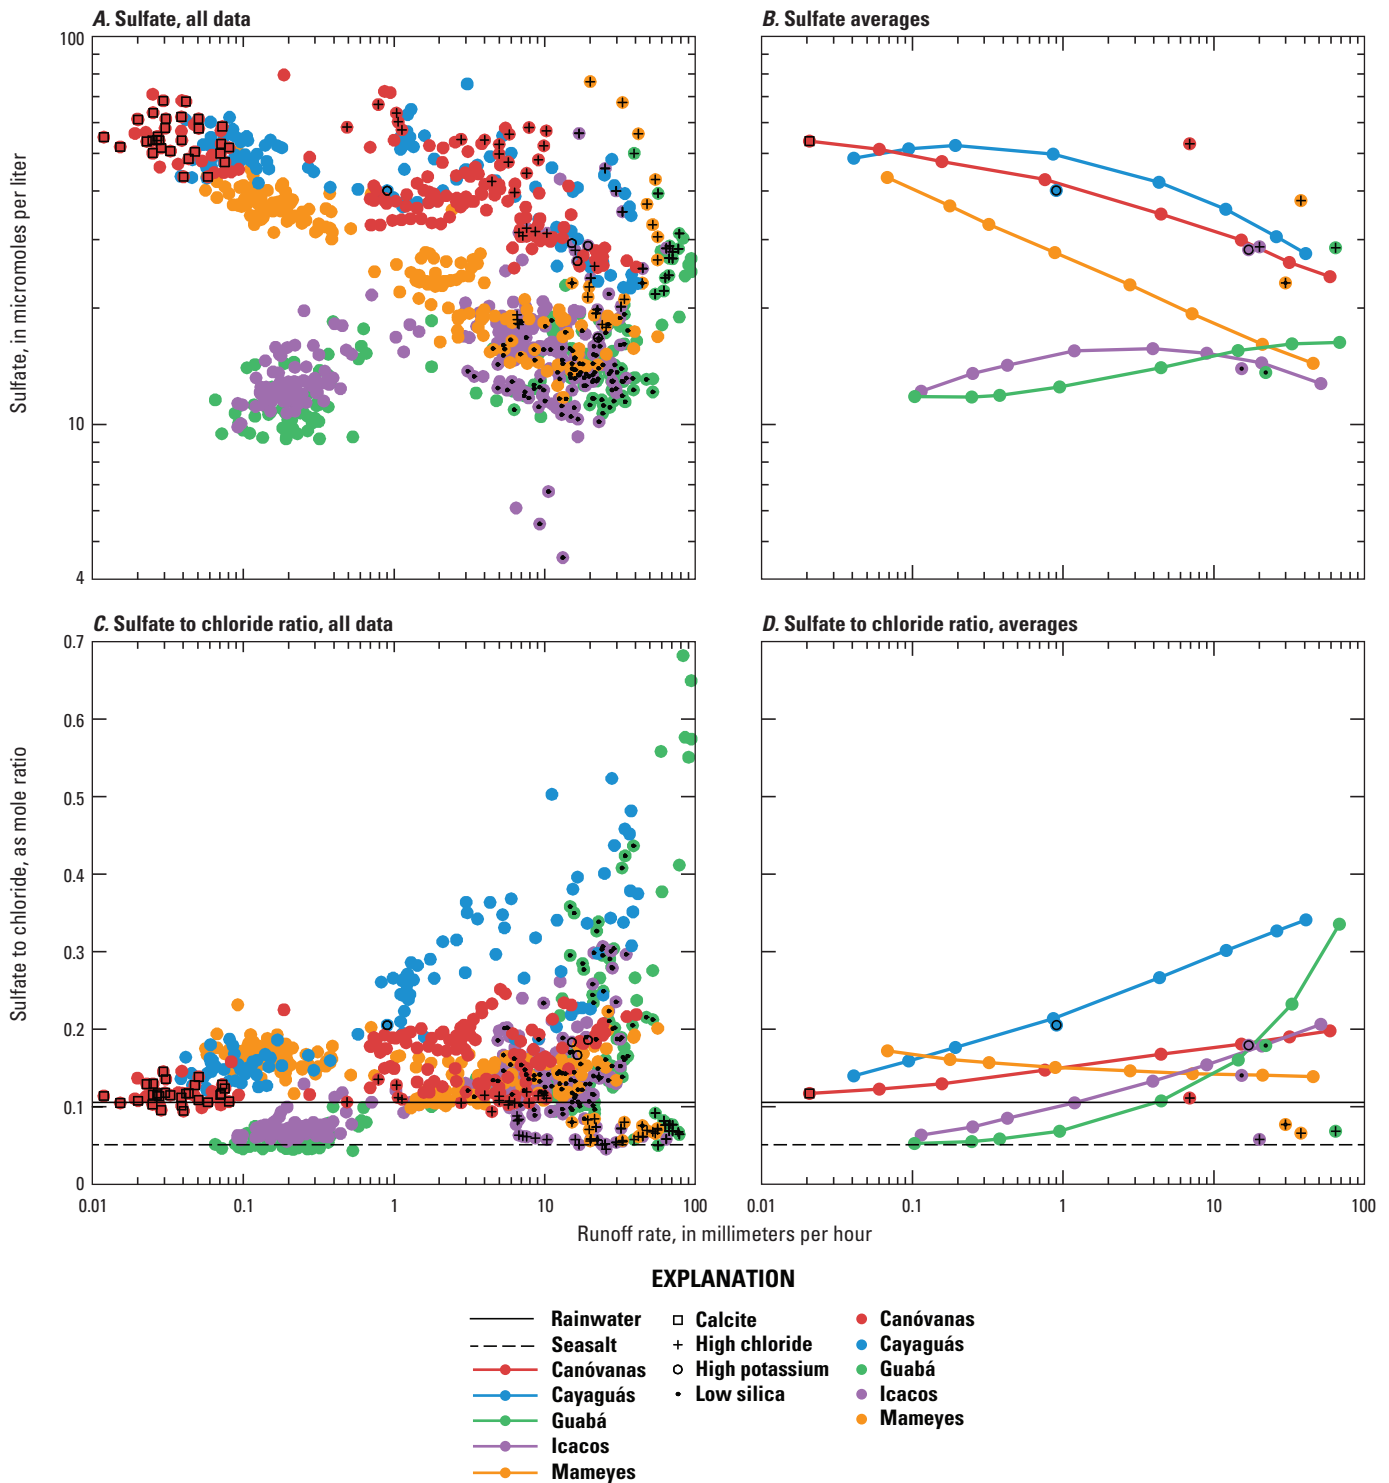 A. Sulfate, all data
B. Sulfate averages
100
10
4
Sulfate, in micromoles per liter
C. Sulfate to chloride ratio, all data
D. Sulfate to chloride ratio, averages
0.7
0.6
0.5
0.4
0.3
0.2
0.1
0
Sulfate to chloride, as mole ratio
0.01 0.1 1 10 100
0.01 0.1 1 10 100
Runoff rate, in millimeters per hour
EXPLANATION
Rainwater
Seasalt
Canóvanas
Cayaguás
Guabá
Icacos
Mameyes
Calcite
High chloride
High potassium
Low silica
Canóvanas
Cayaguás
Guabá
Icacos
Mameyes